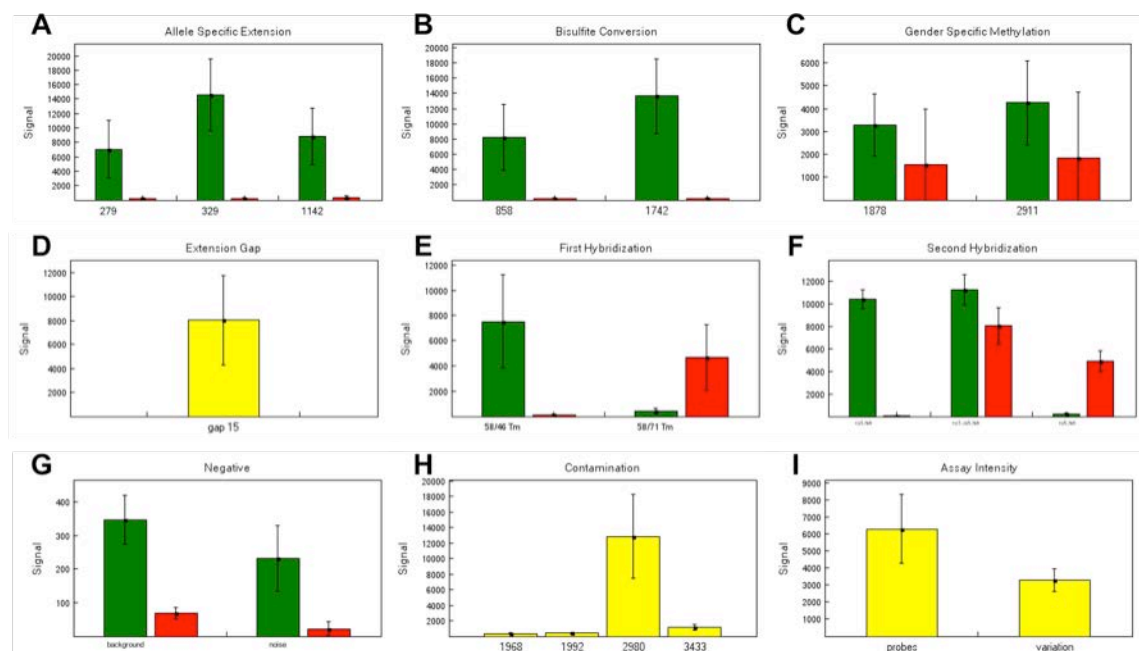 A
Allele Specific Extension
Signal
20000
18000
16000
14000
12000
10000
8000
6000
4000
2000
279 329 1142
B
Bisulfite Conversion
Signal
20000
18000
16000
14000
12000
10000
8000
6000
4000
2000
858 1742
C
Gender Specific Methylation
Signal
6000
5000
4000
3000
2000
1000
1878 2911
D
Extension Gap
Signal
12000
10000
8000
6000
4000
2000
gap 15
E
First Hybridization
Signal
12000
10000
8000
6000
4000
2000
58/46 Tm 58/71 Tm
F
Second Hybridization
Signal
12000
10000
8000
6000
4000
2000
G
Negative
Signal
400
300
200
100
background noise
H
Contamination
Signal
20000
18000
16000
14000
12000
10000
8000
6000
4000
2000
1968 1992 2980 3433
I
Assay Intensity
Signal
9000
8000
7000
6000
5000
4000
3000
2000
1000
probes variation